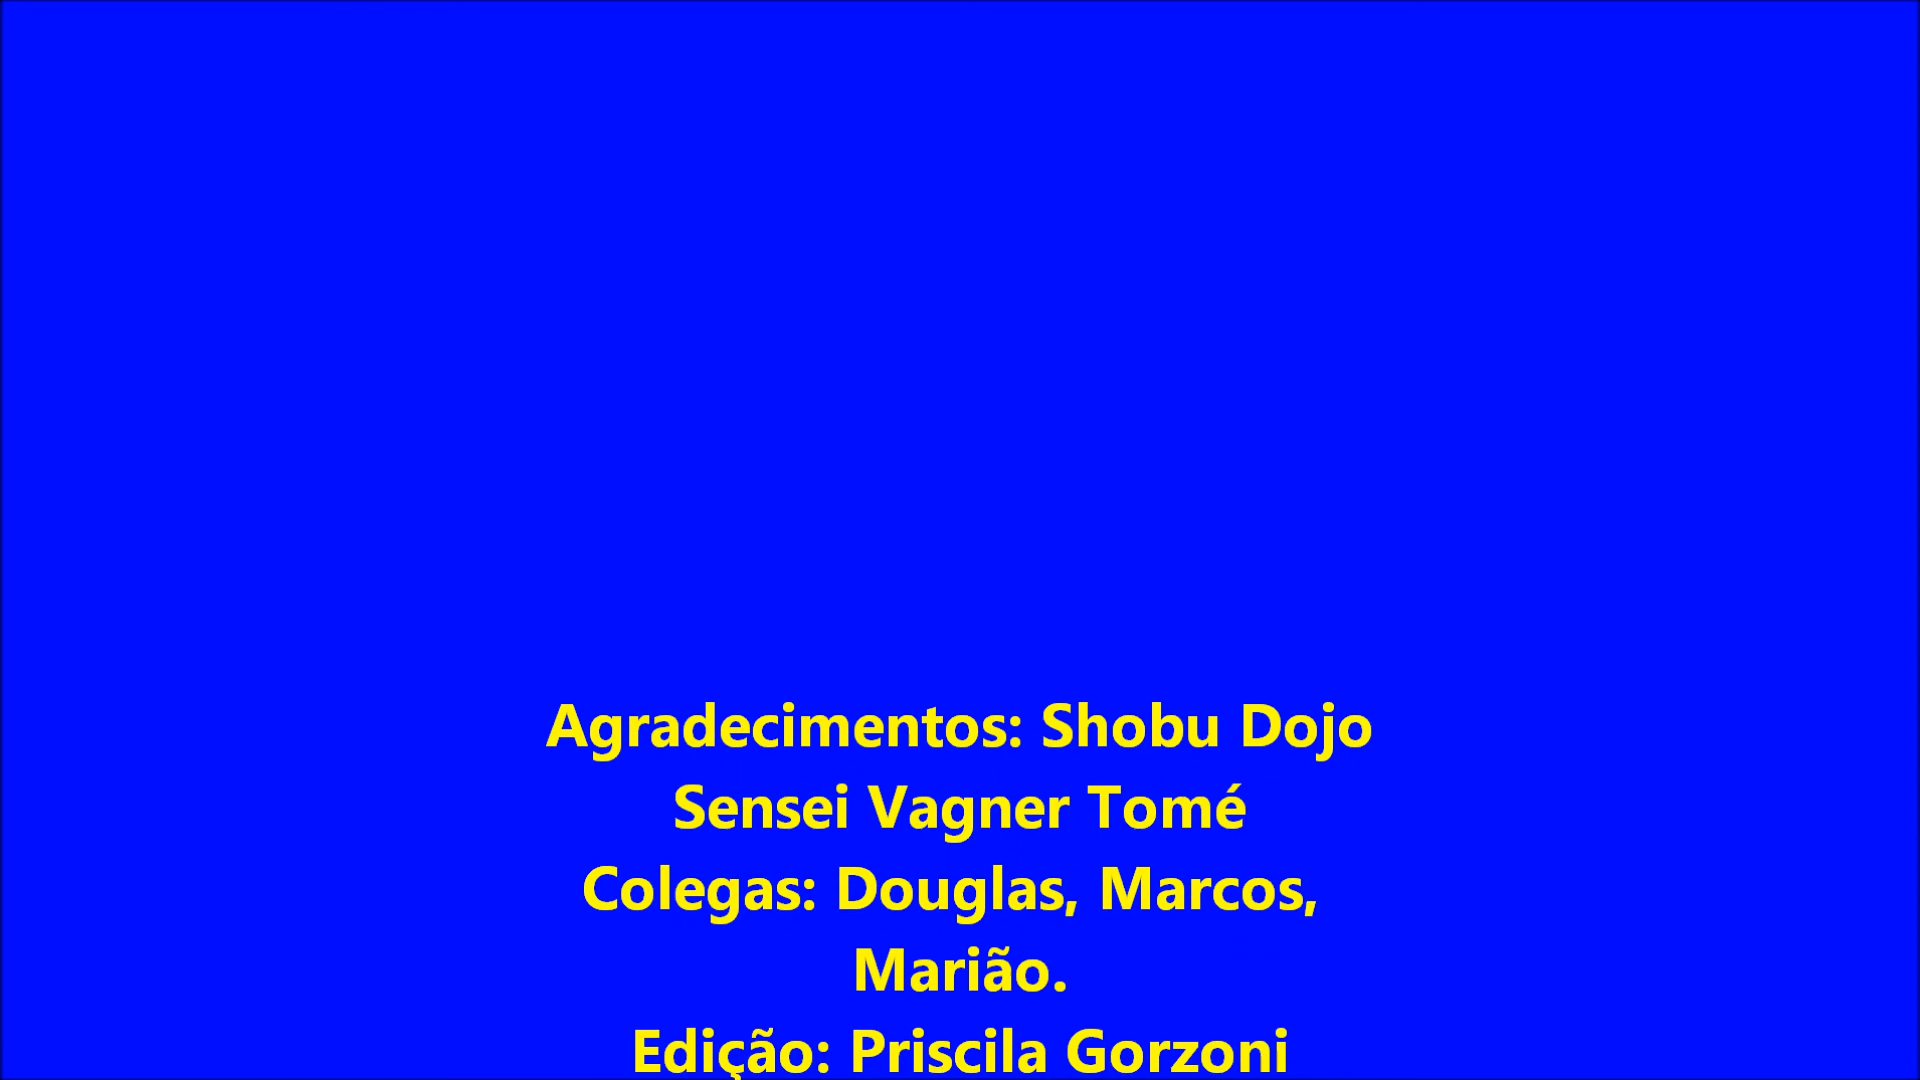 Agradecimentos: Shobu Dojo
Sensei Vagner Tomé
Colegas: Douglas, Marcos,
Marião.
Edição: Priscila Gorzoni